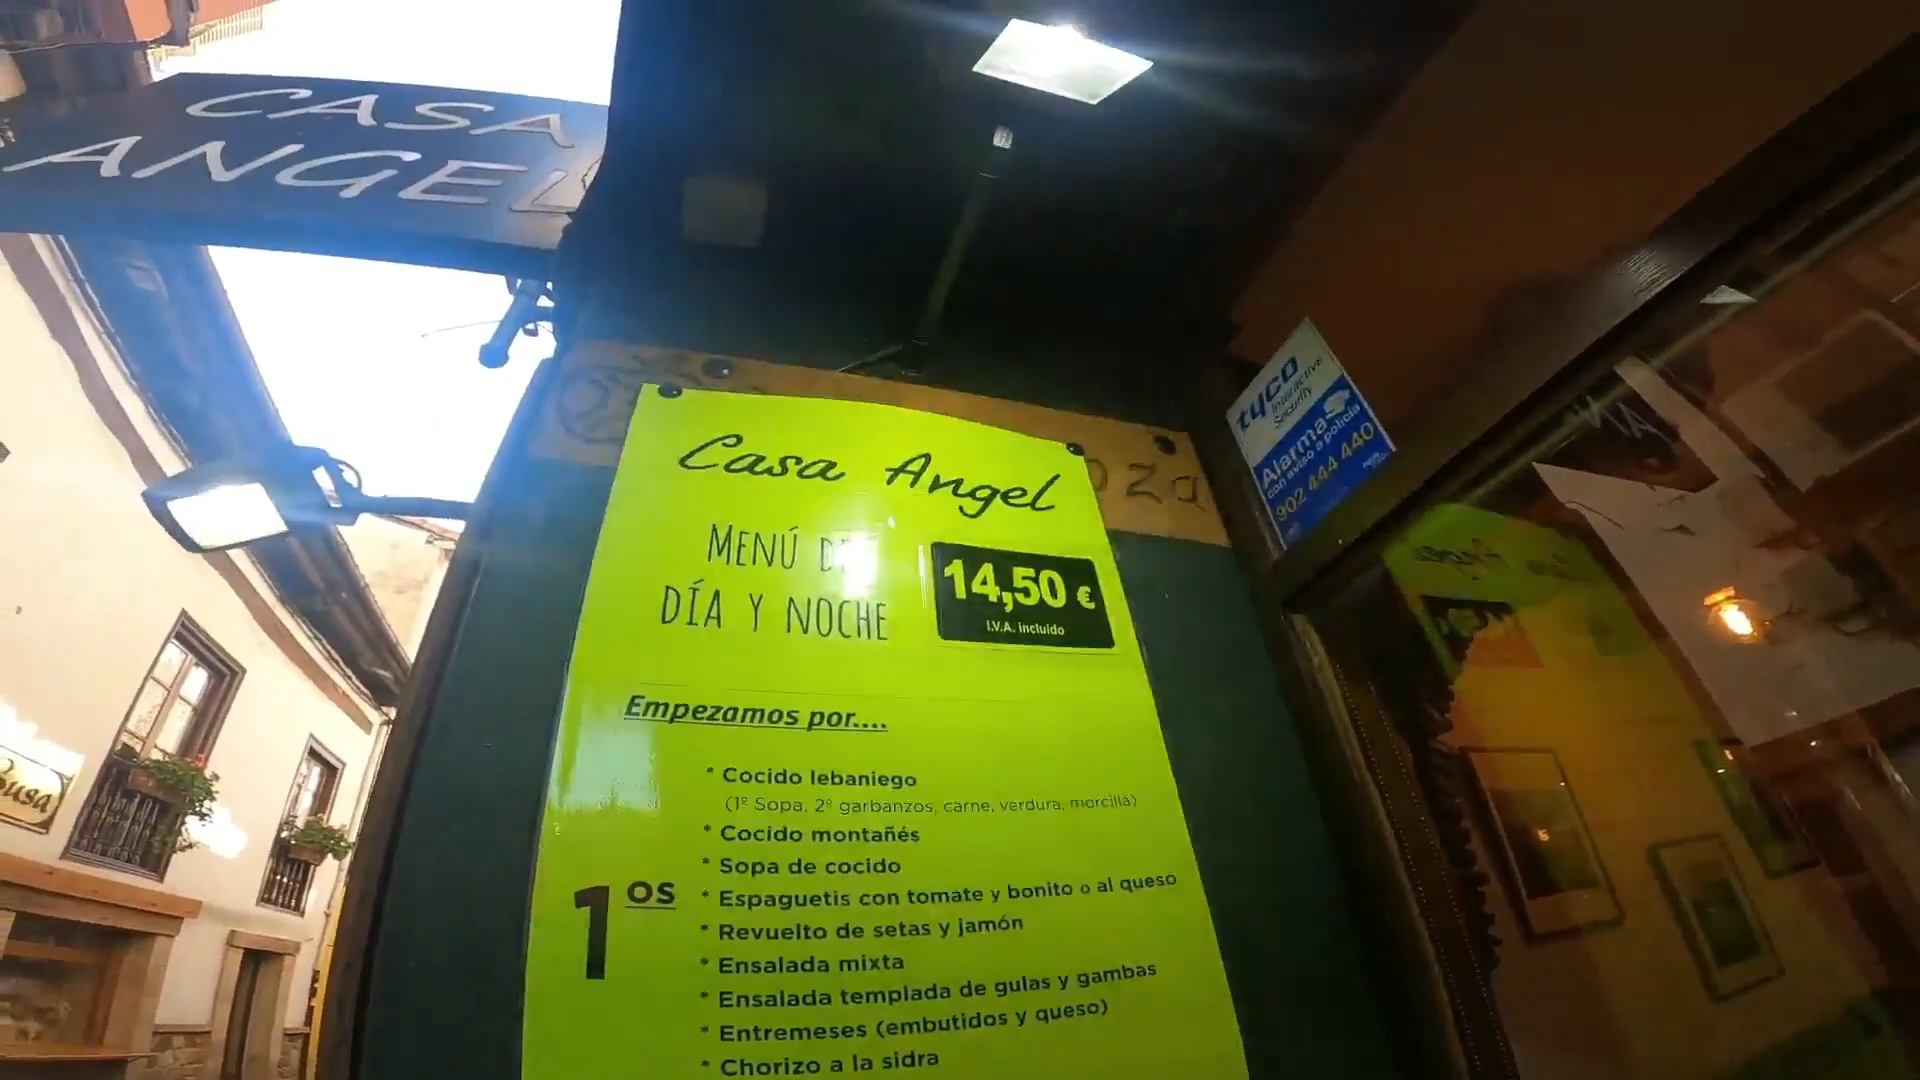 CASA
ANGEL
Casa Angel
MENÚ
DÍA Y NOCHE
14,50 €
I.V.A. incluido
Empezamos por....
1OS
* Cocido lebaniego
(1º Sopa, 2º garbanzos, carne, verdura, morcilla)
* Cocido montañés
* Sopa de cocido
* Espaguetis con tomate y bonito o al queso
* Revuelto de setas y jamón
* Ensalada mixta
* Ensalada templada de gulas y gambas
* Entremeses (embutidos y queso)
* Chorizo a la sidra
tyco
Interactive
Security
Alarma
con aviso a policía
902 444 440